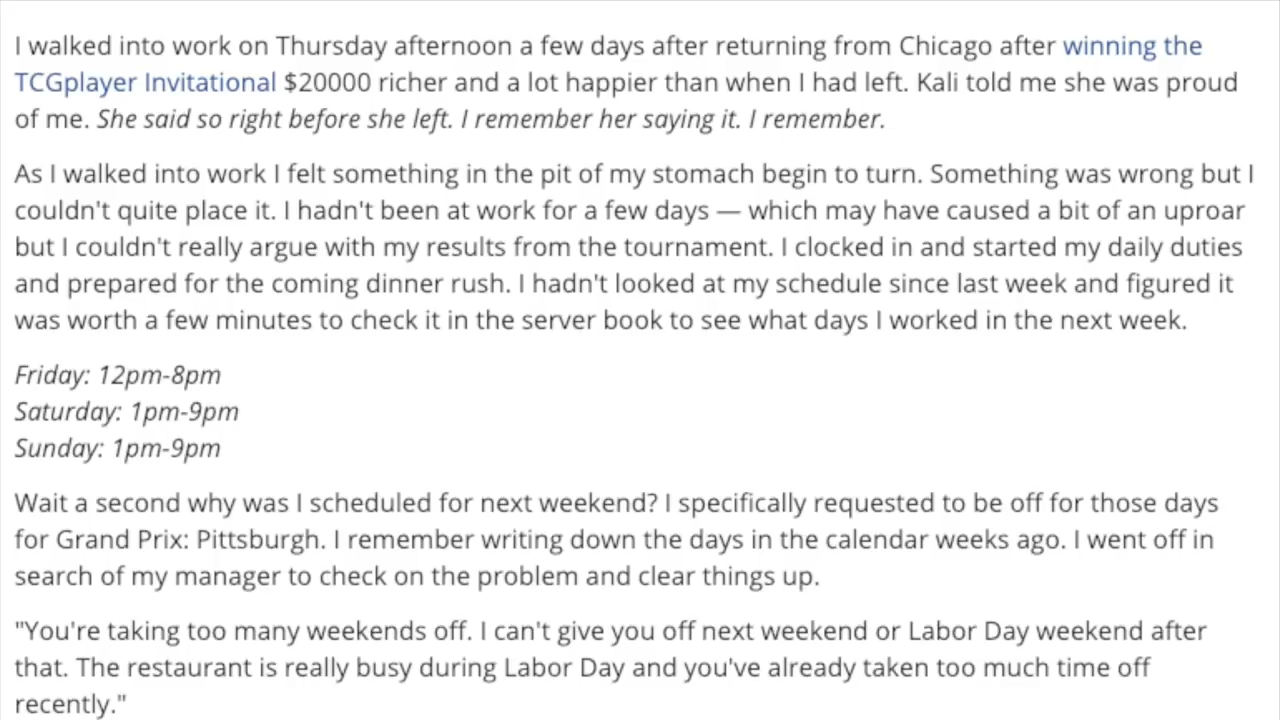 I walked into work on Thursday afternoon a few days after returning from Chicago after winning the
TCGplayer Invitational $20000 richer and a lot happier than when I had left. Kali told me she was proud
of me. She said so right before she left. I remember her saying it. I remember.
As I walked into work I felt something in the pit of my stomach begin to turn. Something was wrong but I
couldn't quite place it. I hadn't been at work for a few days — which may have caused a bit of an uproar
but I couldn't really argue with my results from the tournament. I clocked in and started my daily duties
and prepared for the coming dinner rush. I hadn't looked at my schedule since last week and figured it
was worth a few minutes to check it in the server book to see what days I worked in the next week.
Friday: 12pm-8pm
Saturday: 1pm-9pm
Sunday: 1pm-9pm
Wait a second why was I scheduled for next weekend? I specifically requested to be off for those days
for Grand Prix: Pittsburgh. I remember writing down the days in the calendar weeks ago. I went off in
search of my manager to check on the problem and clear things up.
"You're taking too many weekends off. I can't give you off next weekend or Labor Day weekend after
that. The restaurant is really busy during Labor Day and you've already taken too much time off
recently."